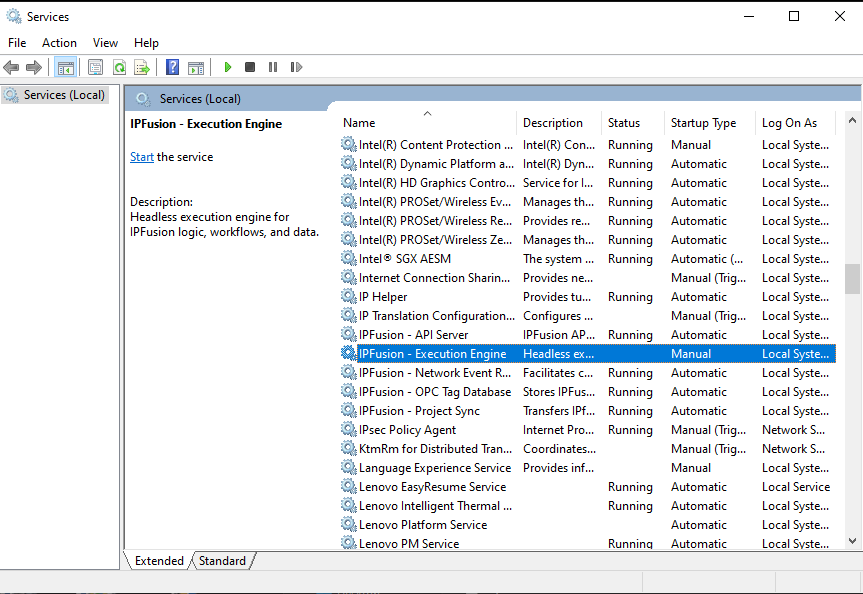 Services
File Action View Help
Services (Local)
Services (Local)
IPFusion - Execution Engine
Start the service
Description:
Headless execution engine for
IPFusion logic, workflows, and data.
Name Description Status Startup Type Log On As
Intel(R) Content Protection ... Intel(R) Con... Running Manual Local Syste...
Intel(R) Dynamic Platform a... Intel(R) Dyn... Running Automatic Local Syste...
Intel(R) HD Graphics Contro... Service for I... Running Automatic Local Syste...
Intel(R) PROSet/Wireless Ev... Manages th... Running Automatic Local Syste...
Intel(R) PROSet/Wireless Re... Provides re... Running Automatic Local Syste...
Intel(R) PROSet/Wireless Ze... Manages th... Running Automatic Local Syste...
Intel® SGX AESM The system ... Running Automatic (... Local Syste...
Internet Connection Sharin... Provides ne... Manual (Trig... Local Syste...
IP Helper Provides tu... Running Automatic Local Syste...
IP Translation Configuration... Configures ... Manual (Trig... Local Syste...
IPFusion - API Server IPFusion AP... Running Automatic Local Syste...
IPFusion - Execution Engine Headless ex... Manual Local Syste...
IPFusion - Network Event R... Facilitates c... Running Automatic Local Syste...
IPFusion - OPC Tag Database Stores IPFus... Running Automatic Local Syste...
IPFusion - Project Sync Transfers IPf... Running Automatic Local Syste...
IPsec Policy Agent Internet Pro... Running Manual (Trig... Network S...
KtmRm for Distributed Tran... Coordinates... Manual (Trig... Network S...
Language Experience Service Provides inf... Manual Local Syste...
Lenovo EasyResume Service Running Automatic Local Service
Lenovo Intelligent Thermal ... Running Automatic Local Syste...
Lenovo Platform Service Automatic Local Syste...
Lenovo PM Service Running Automatic Local Syste...
Extended Standard